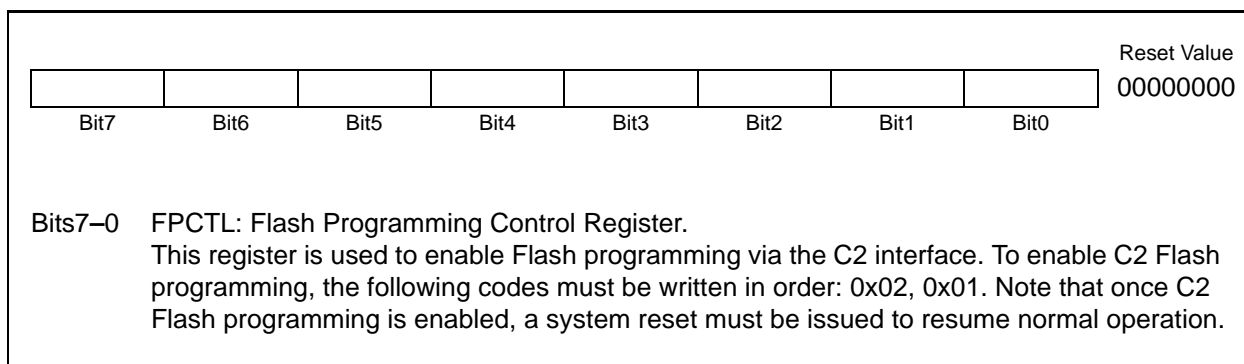 Reset Value
00000000
Bit7 Bit6 Bit5 Bit4 Bit3 Bit2 Bit1 Bit0
Bits7–0 FPCTL: Flash Programming Control Register.
This register is used to enable Flash programming via the C2 interface. To enable C2 Flash
programming, the following codes must be written in order: 0x02, 0x01. Note that once C2
Flash programming is enabled, a system reset must be issued to resume normal operation.